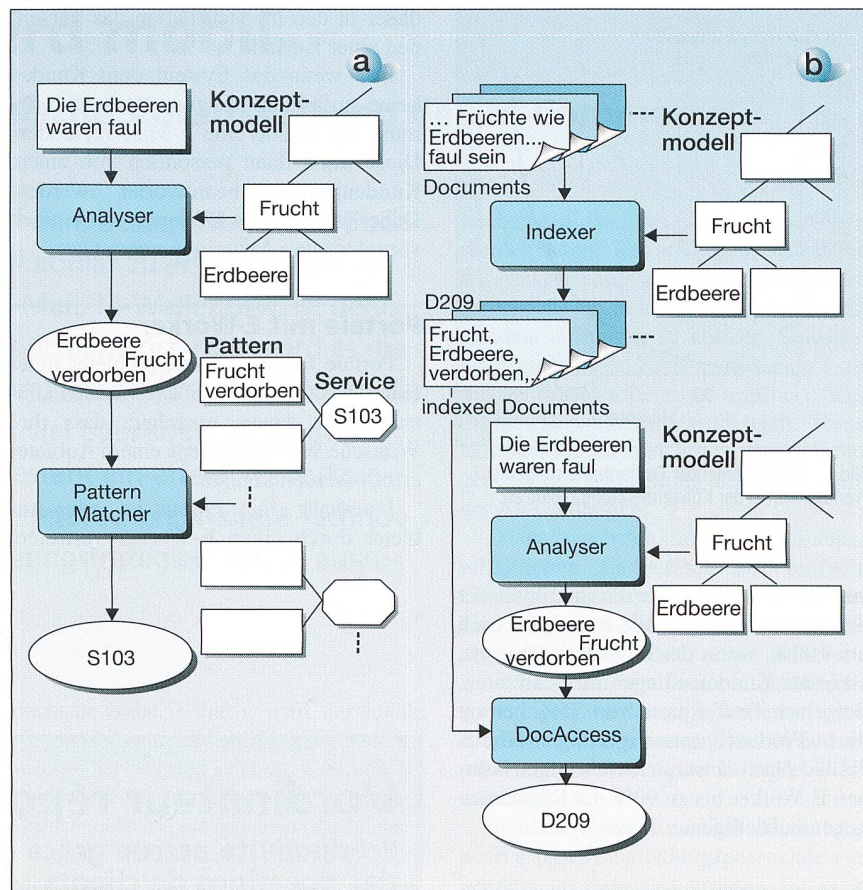 a
Die Erdbeeren
waren faul
Konzept-
modell
Analyser
Frucht
Erdbeere
Erdbeere
Frucht
verdorben
Pattern
Frucht
verdorben
Service
S103
Pattern
Matcher
S103
b
... Früchte wie
Erdbeeren...
faul sein
Documents
Konzept-
modell
Indexer
Frucht
Erdbeere
D209
Frucht,
Erdbeere,
verdorben,...
indexed Documents
Die Erdbeeren
waren faul
Konzept-
modell
Analyser
Frucht
Erdbeere
Erdbeere
Frucht
verdorben
DocAccess
D209